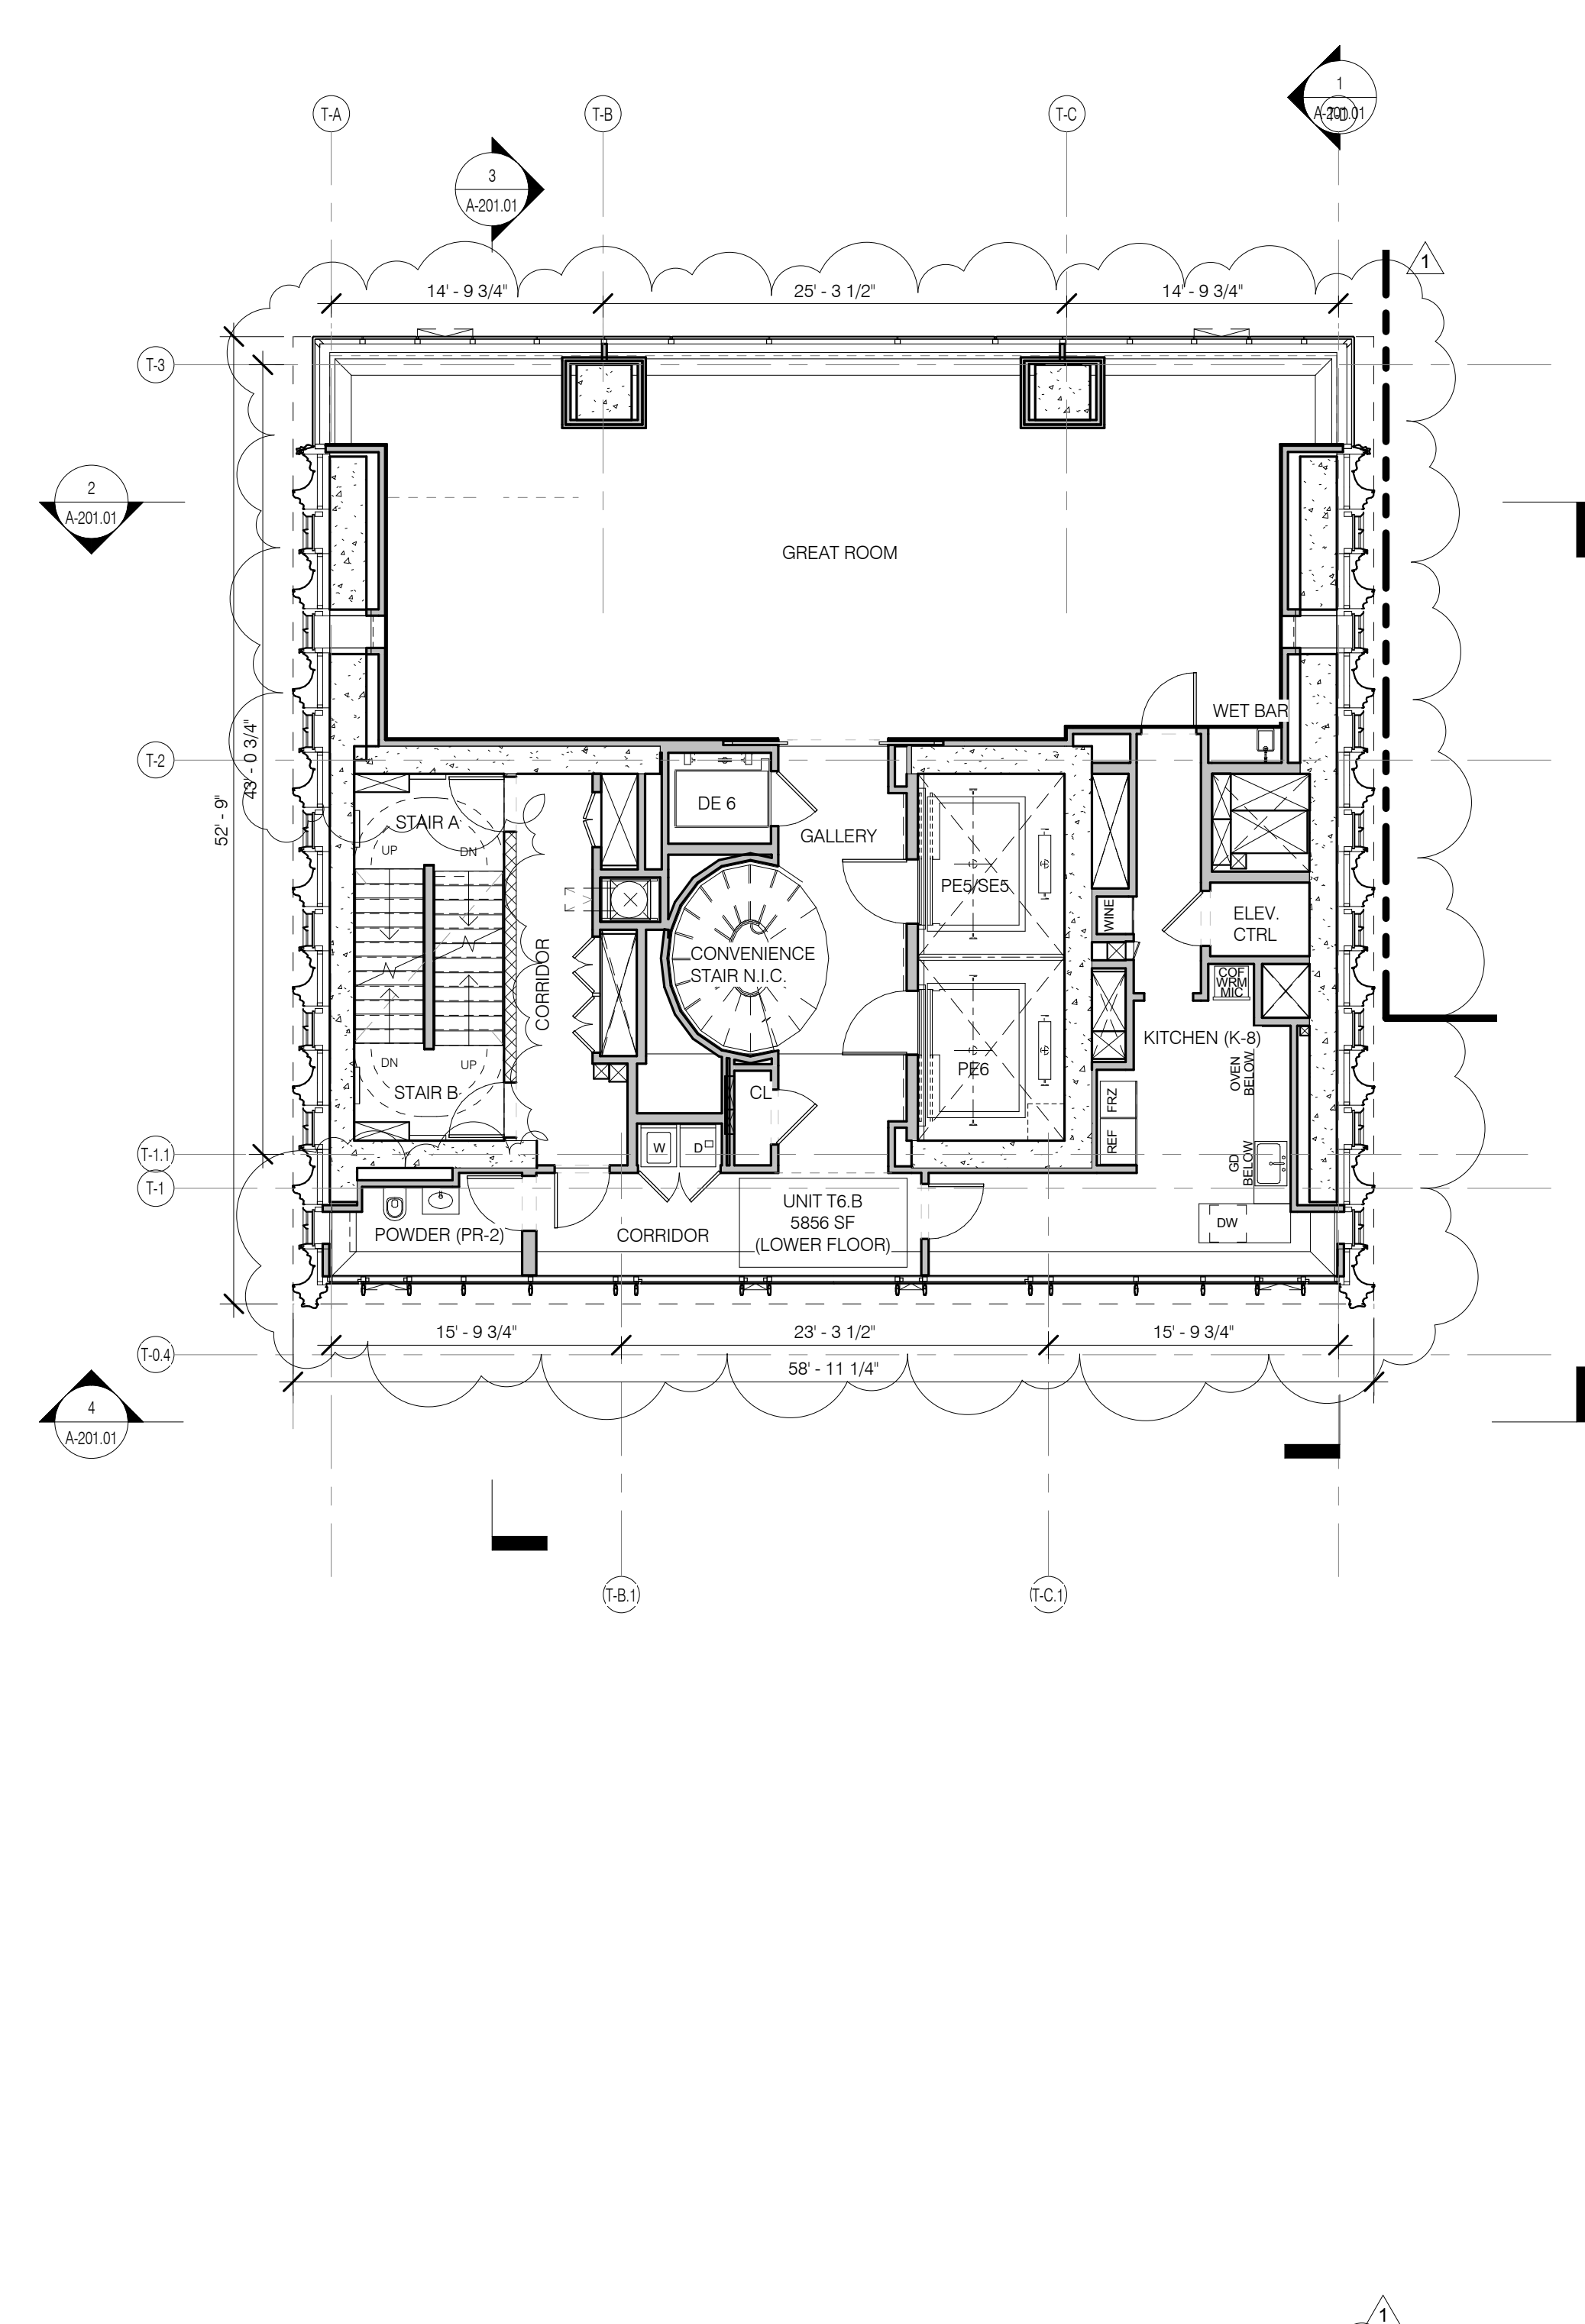 1
A-201.01
T-A
T-B
T-C
T-D
3
A-201.01
1
14' - 9 3/4"
25' - 3 1/2"
14' - 9 3/4"
T-3
2
A-201.01
GREAT ROOM
WET BAR
43' - 0 3/4"
52' - 9"
T-2
DE 6
STAIR A
GALLERY
UP
DN
PE5/SE5
WINE
ELEV.
CTRL
CONVENIENCE
STAIR N.I.C.
CORRIDOR
COF
WRM
MIC
KITCHEN (K-8)
DN
UP
PE6
OVEN
BELOW
STAIR B
CL
FRZ
REF
W
D
GD
BELOW
T-1.1
T-1
UNIT T6.B
5856 SF
(LOWER FLOOR)
POWDER (PR-2)
CORRIDOR
DW
15' - 9 3/4"
23' - 3 1/2"
15' - 9 3/4"
T-0.4
58' - 11 1/4"
4
A-201.01
T-B.1
T-C.1
1